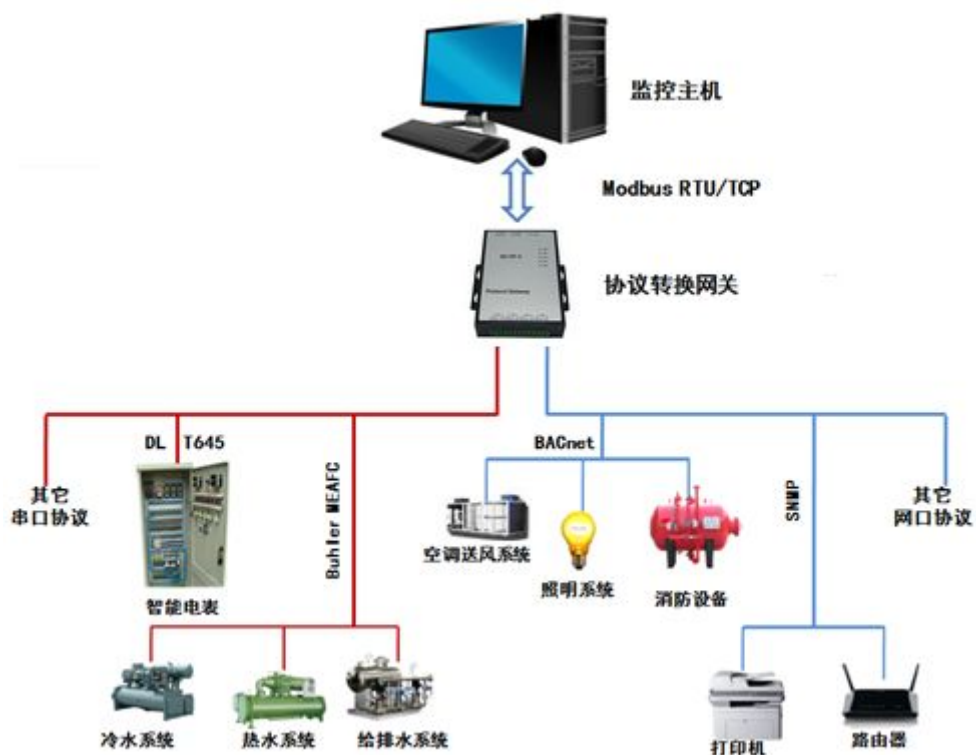 监控主机
Modbus RTU/TCP
协议转换网关
Protocol Gateway
DL T645
BACnet
其它
串口协议
Buhler MEAFC
SNMP
其它
网口协议
空调送风系统
照明系统
消防设备
智能电表
冷水系统
热水系统
给排水系统
打印机
路由器